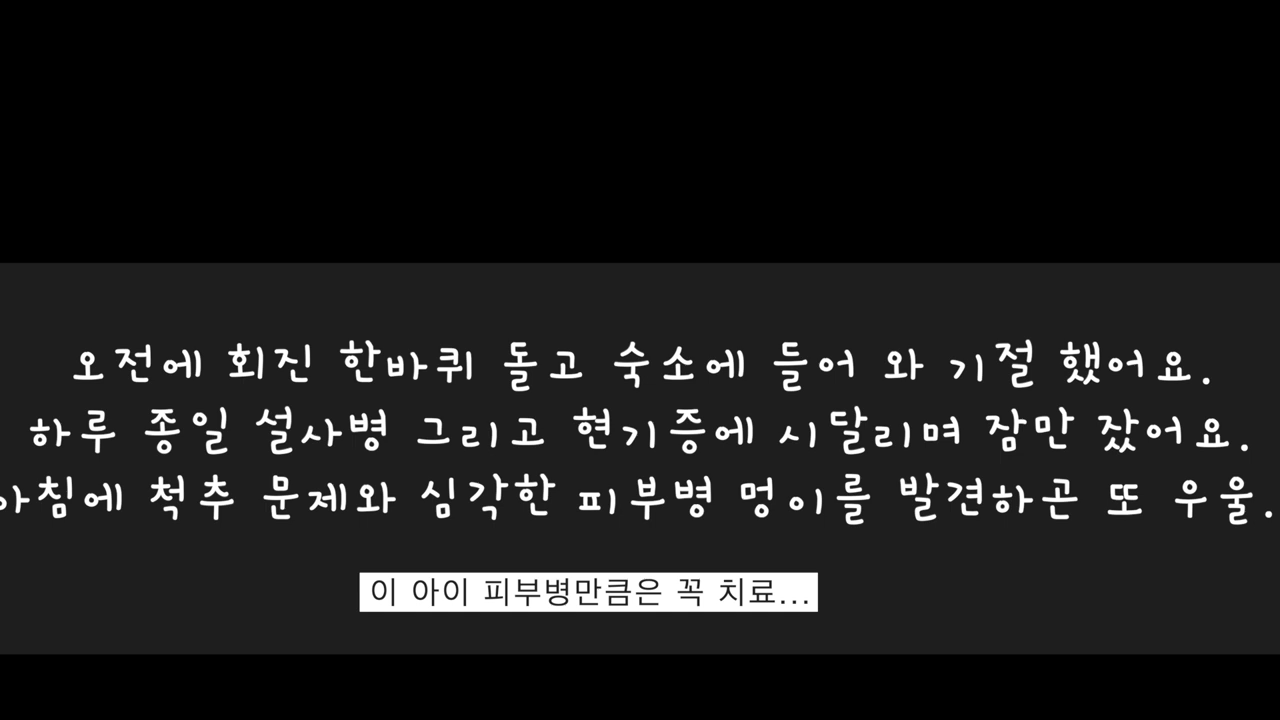 오전에 회진 한바퀴 돌고 숙소에 들어 와 기절 했어요.
하루 종일 설사병 그리고 현기증에 시달리며 잠만 잤어요.
아침에 척추 문제와 심각한 피부병 멍이를 발견하곤 또 우울.
이 아이 피부병만큼은 꼭 치료...